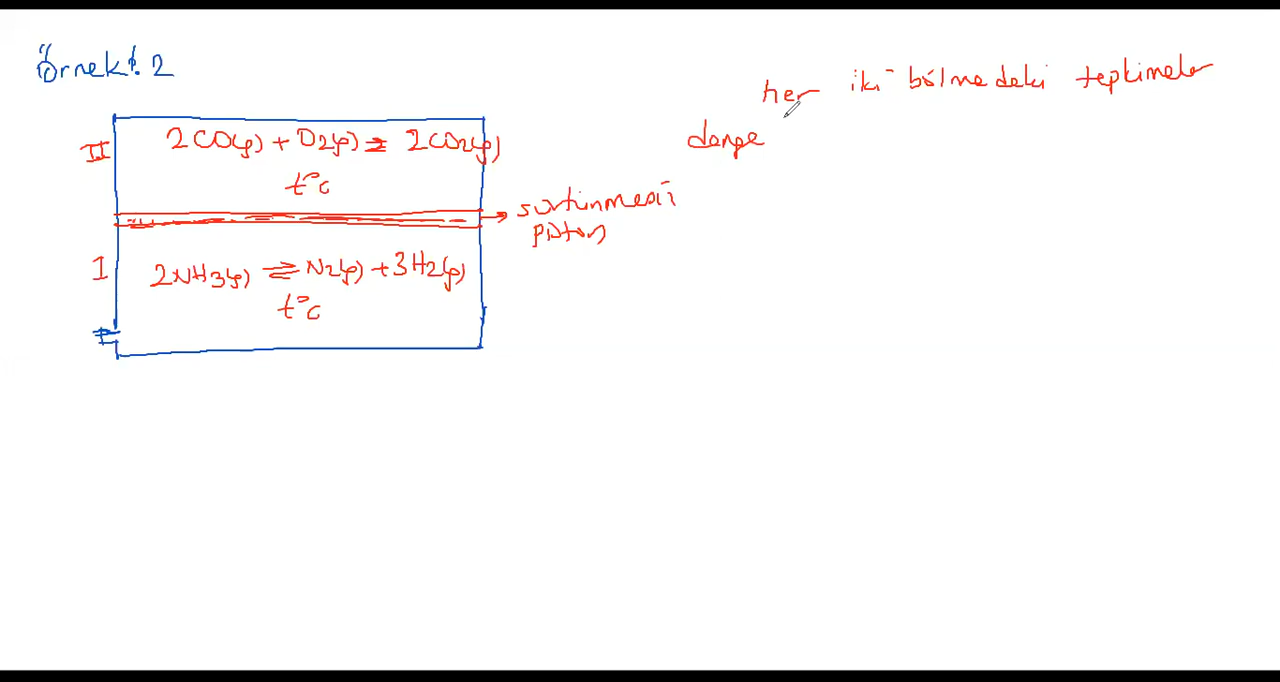 Örnek: 2
her iki bölmedeki tepkimeler
denge
II 2CO(g) + O2(g) ⇌ 2CO2(g)
t°C
sürtünmesiz
piston
I 2NH3(g) ⇌ N2(g) + 3H2(g)
t°C